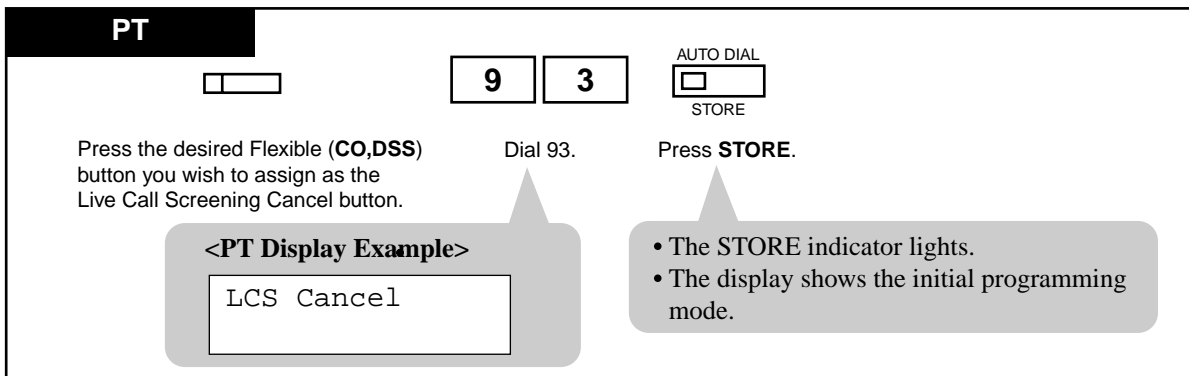 PT
9 3
AUTO DIAL
STORE
Press the desired Flexible (CO,DSS)
button you wish to assign as the
Live Call Screening Cancel button.
Dial 93.
Press STORE.
<PT Display Example>
LCS Cancel
• The STORE indicator lights.
• The display shows the initial programming
mode.